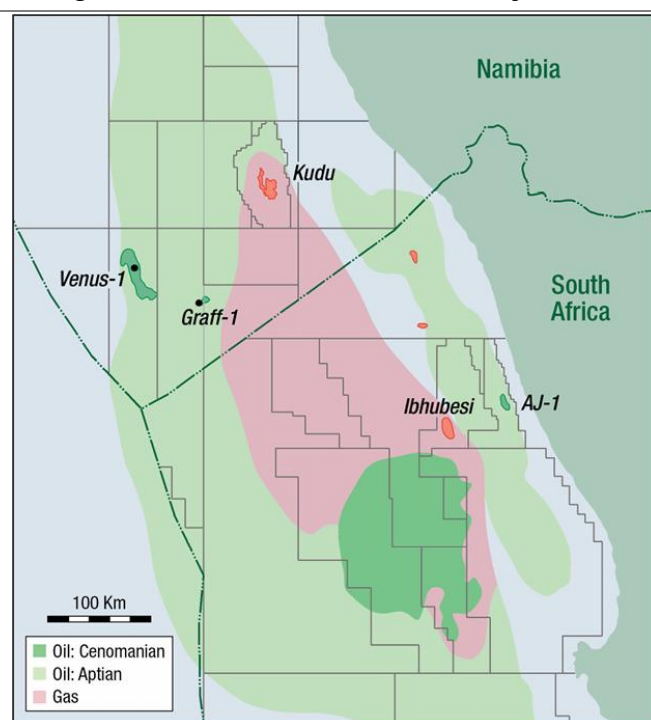 Namibia
Kudu
Venus-1
Graff-1
South
Africa
Ibhubesi
AJ-1
100 Km
Oil: Cenomanian
Oil: Aptian
Gas